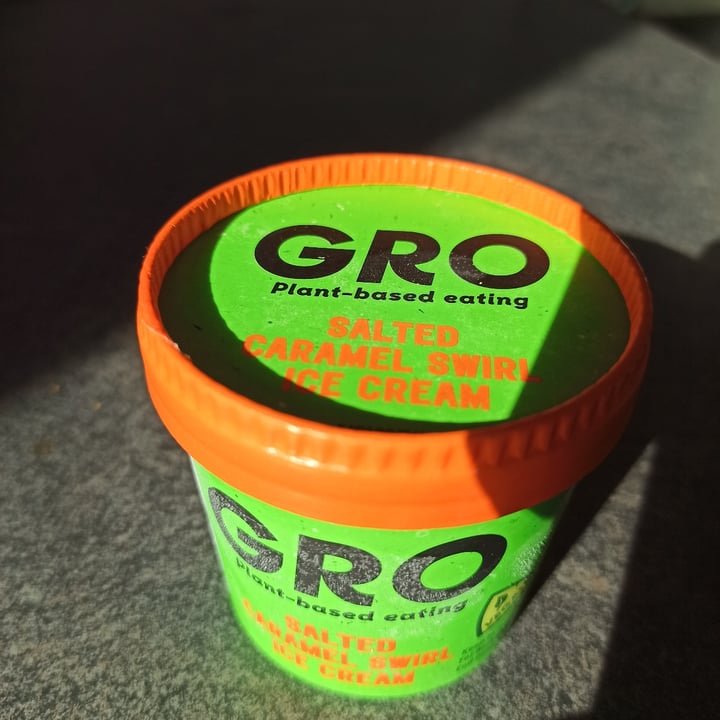 GRO
Plant-based eating
SALTED
CARAMEL SWIRL
ICE CREAM
GRO
Plant-based eating
SALTED
CARAMEL SWIRL
ICE CREAM